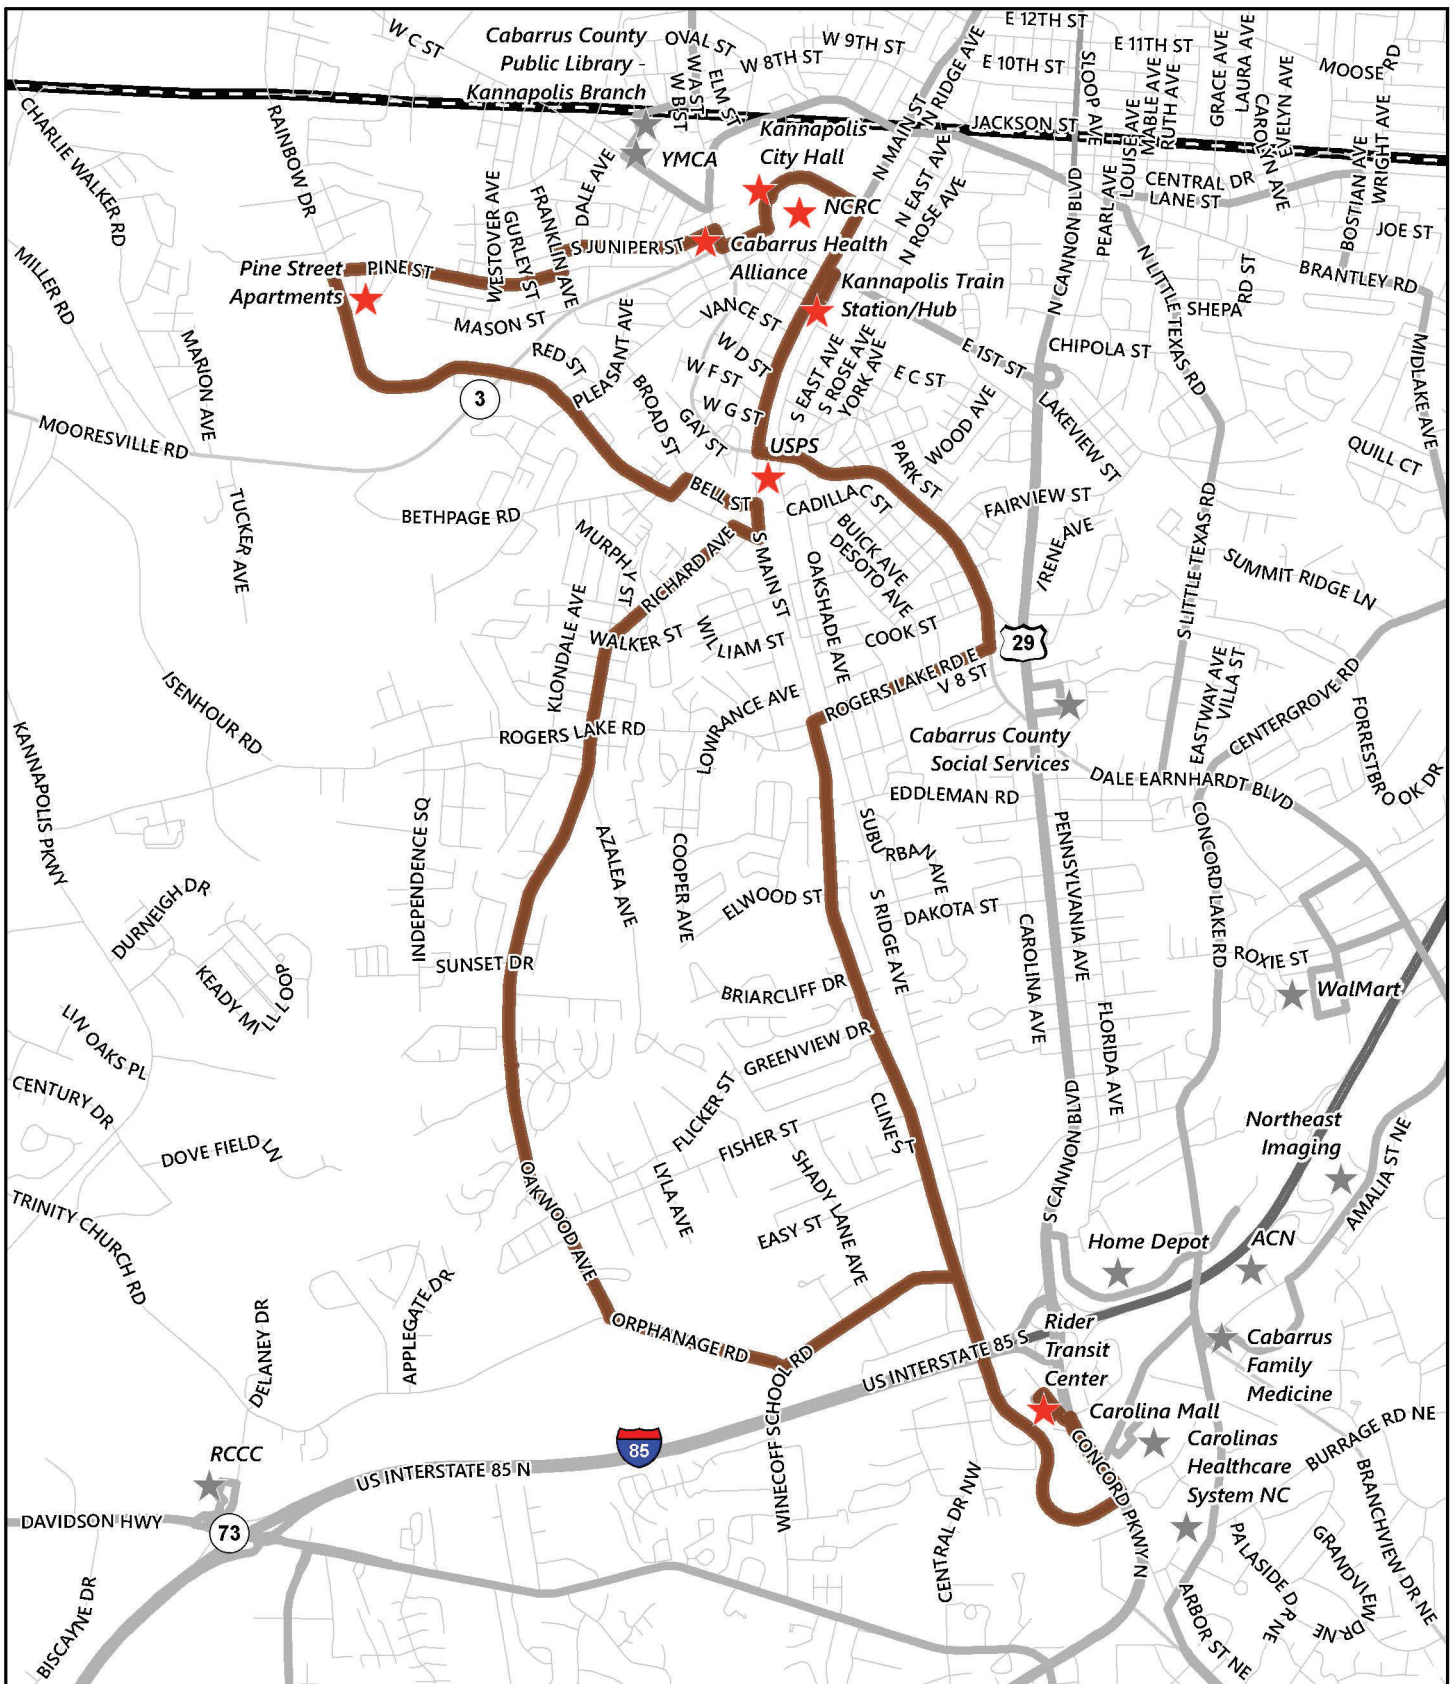 W C ST
Cabarrus County
Public Library -
Kannapolis Branch
OVAL ST
W A ST
W B ST
ELM ST
W 8TH ST
W 9TH ST
N RIDGE AVE
E 12TH ST
E 10TH ST
E 11TH ST
SLOOP AVE
LOUISE AVE
MABLE AVE
RUTH AVE
GRACE AVE
LAURA AVE
CAROLYN AVE
EVELYN AVE
MOOSE RD
WRIGHT AVE
BOSTIAN AVE
CHARLIE WALKER RD
RAINBOW DR
DALE AVE
YMCA
Kannapolis
City Hall
N MAIN ST
JACKSON ST
N EAST AVE
N ROSE AVE
N CANNON BLVD
PEARL AVE
CENTRAL DR
LANE ST
JOE ST
BRANTLEY RD
WESTOVER AVE
GURLEY ST
FRANKLIN AVE
S JUNIPER ST
NCRC
Cabarrus Health
Alliance
MILLER RD
Pine Street
Apartments
PINE ST
MASON ST
Kannapolis Train
Station/Hub
N LITTLE TEXAS RD
SHEPA
RD ST
MARION AVE
RED ST
PLEASANT AVE
VANCE ST
W D ST
W F ST
W G ST
S EAST AVE
S ROSE AVE
YORK AVE
E C ST
E 1ST ST
CHIPOLA ST
MIDLAKE AVE
3
BROAD ST
GAY ST
USPS
WOOD AVE
PARK ST
LAKEVIEW ST
QUILL CT
MOORESVILLE RD
TUCKER AVE
BETHPAGE RD
BELL ST
CADILLAC ST
FAIRVIEW ST
BUICK AVE
DESOTO AVE
IRENE AVE
S LITTLE TEXAS RD
SUMMIT RIDGE LN
MURPHY ST
RICHARD AVE
S MAIN ST
OAKSHADE AVE
COOK ST
29
KLONDALE AVE
WALKER ST
WILLIAM ST
ROGERS LAKE RD E
V 8 ST
ISENHOUR RD
ROGERS LAKE RD
LOWRANCE AVE
Cabarrus County
Social Services
EASTWAY AVE
VILLA ST
CENTERGROVE RD
FORRESTBROOK DR
KANNAPOLIS PKWY
DALE EARNHARDT BLVD
EDDLEMAN RD
INDEPENDENCE SQ
AZALEA AVE
COOPER AVE
SUBURBAN AVE
PENNSYLVANIA AVE
CONCORD LAKE RD
DURNEIGH DR
ELWOOD ST
S RIDGE AVE
DAKOTA ST
CAROLINA AVE
ROXIE ST
WalMart
KEADY MILL LOOP
SUNSET DR
BRIARCLIFF DR
LIN OAKS PL
GREENVIEW DR
FLORIDA AVE
CENTURY DR
FLICKER ST
CLINE ST
S CANNON BLVD
Northeast
Imaging
AMALIA ST NE
DOVE FIELD LN
FISHER ST
LYLA AVE
SHADY LANE AVE
TRINITY CHURCH RD
OAKWOOD AVE
EASY ST
Home Depot
ACN
DELANEY DR
APPLEGATE DR
ORPHANAGE RD
WINECOFF SCHOOL RD
US INTERSTATE 85 S
Rider
Transit
Center
Cabarrus
Family
Medicine
Carolina Mall
RCCC
85
US INTERSTATE 85 N
CONCORD PKWY N
Carolinas
Healthcare
System NC
BURRAGE RD NE
BRANCHVIEW DR NE
DAVIDSON HWY
73
CENTRAL DR NW
PALASIDE DR NE
GRANDVIEW DR NE
BISCAYNE DR
ARBOR ST NE